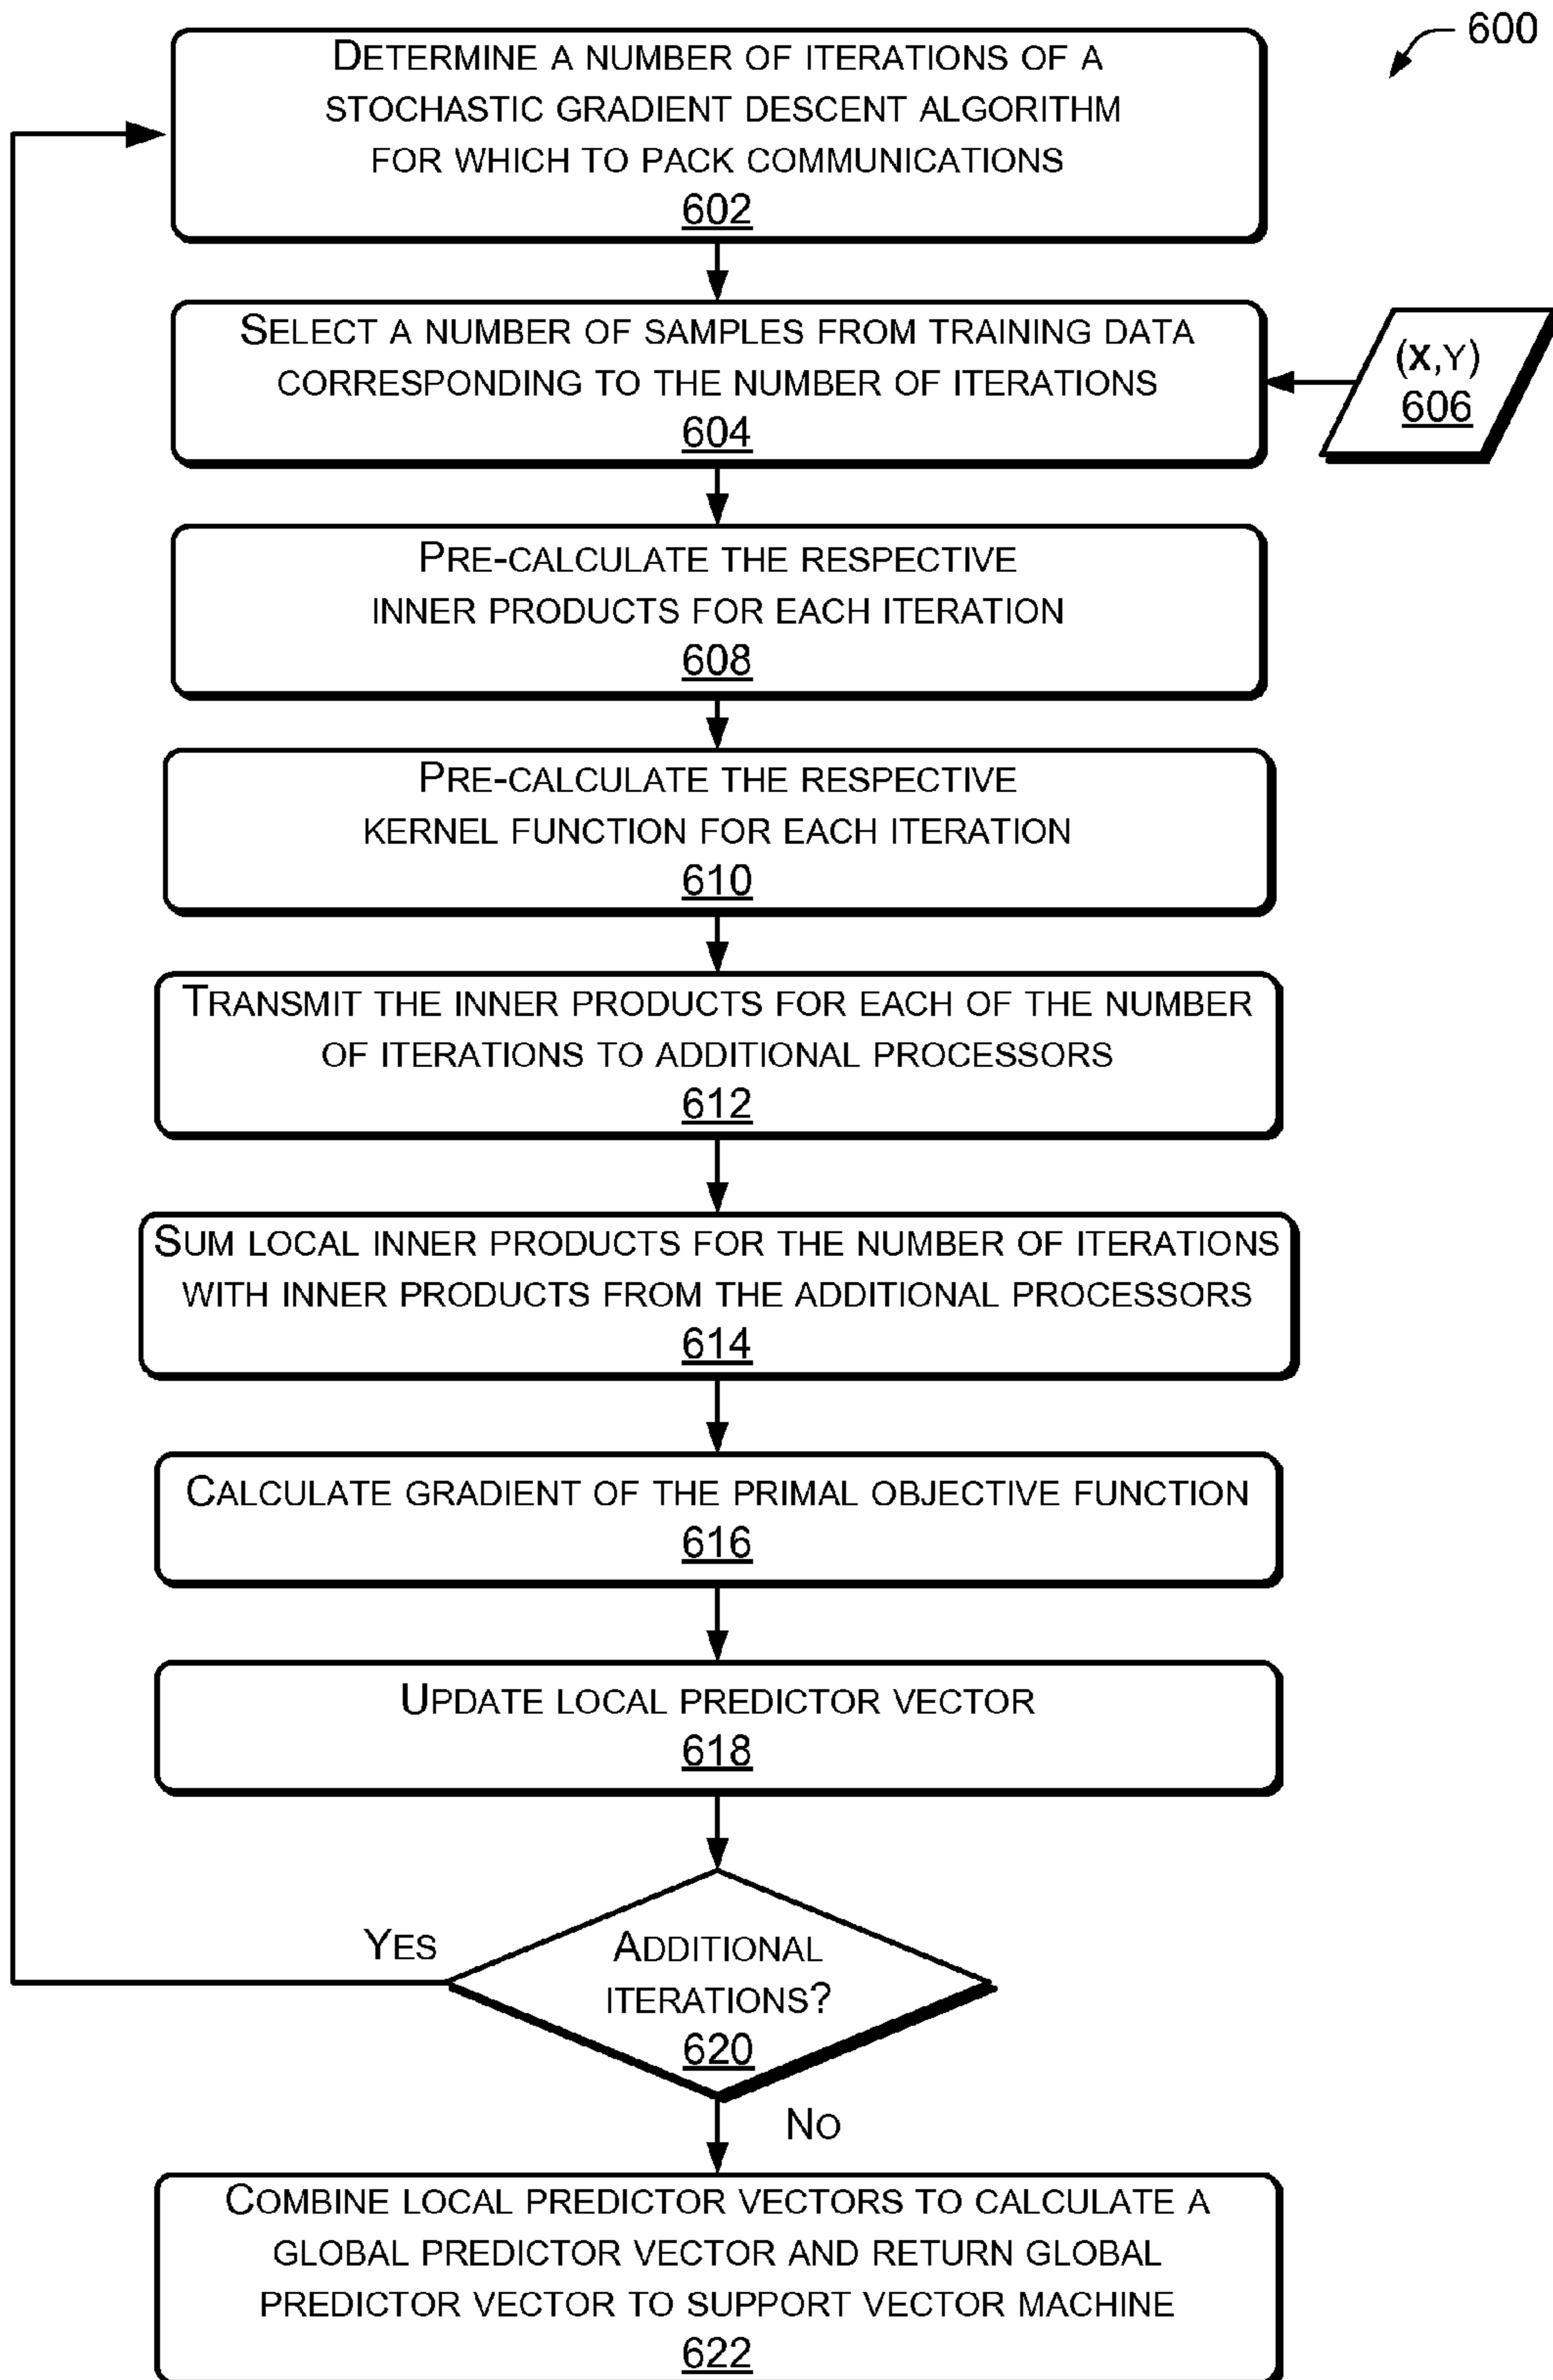 600
DETERMINE A NUMBER OF ITERATIONS OF A
STOCHASTIC GRADIENT DESCENT ALGORITHM
FOR WHICH TO PACK COMMUNICATIONS
602
SELECT A NUMBER OF SAMPLES FROM TRAINING DATA
CORRESPONDING TO THE NUMBER OF ITERATIONS
604
(X,Y)
606
PRE-CALCULATE THE RESPECTIVE
INNER PRODUCTS FOR EACH ITERATION
608
PRE-CALCULATE THE RESPECTIVE
KERNEL FUNCTION FOR EACH ITERATION
610
TRANSMIT THE INNER PRODUCTS FOR EACH OF THE NUMBER
OF ITERATIONS TO ADDITIONAL PROCESSORS
612
SUM LOCAL INNER PRODUCTS FOR THE NUMBER OF ITERATIONS
WITH INNER PRODUCTS FROM THE ADDITIONAL PROCESSORS
614
CALCULATE GRADIENT OF THE PRIMAL OBJECTIVE FUNCTION
616
UPDATE LOCAL PREDICTOR VECTOR
618
YES
ADDITIONAL
ITERATIONS?
620
NO
COMBINE LOCAL PREDICTOR VECTORS TO CALCULATE A
GLOBAL PREDICTOR VECTOR AND RETURN GLOBAL
PREDICTOR VECTOR TO SUPPORT VECTOR MACHINE
622